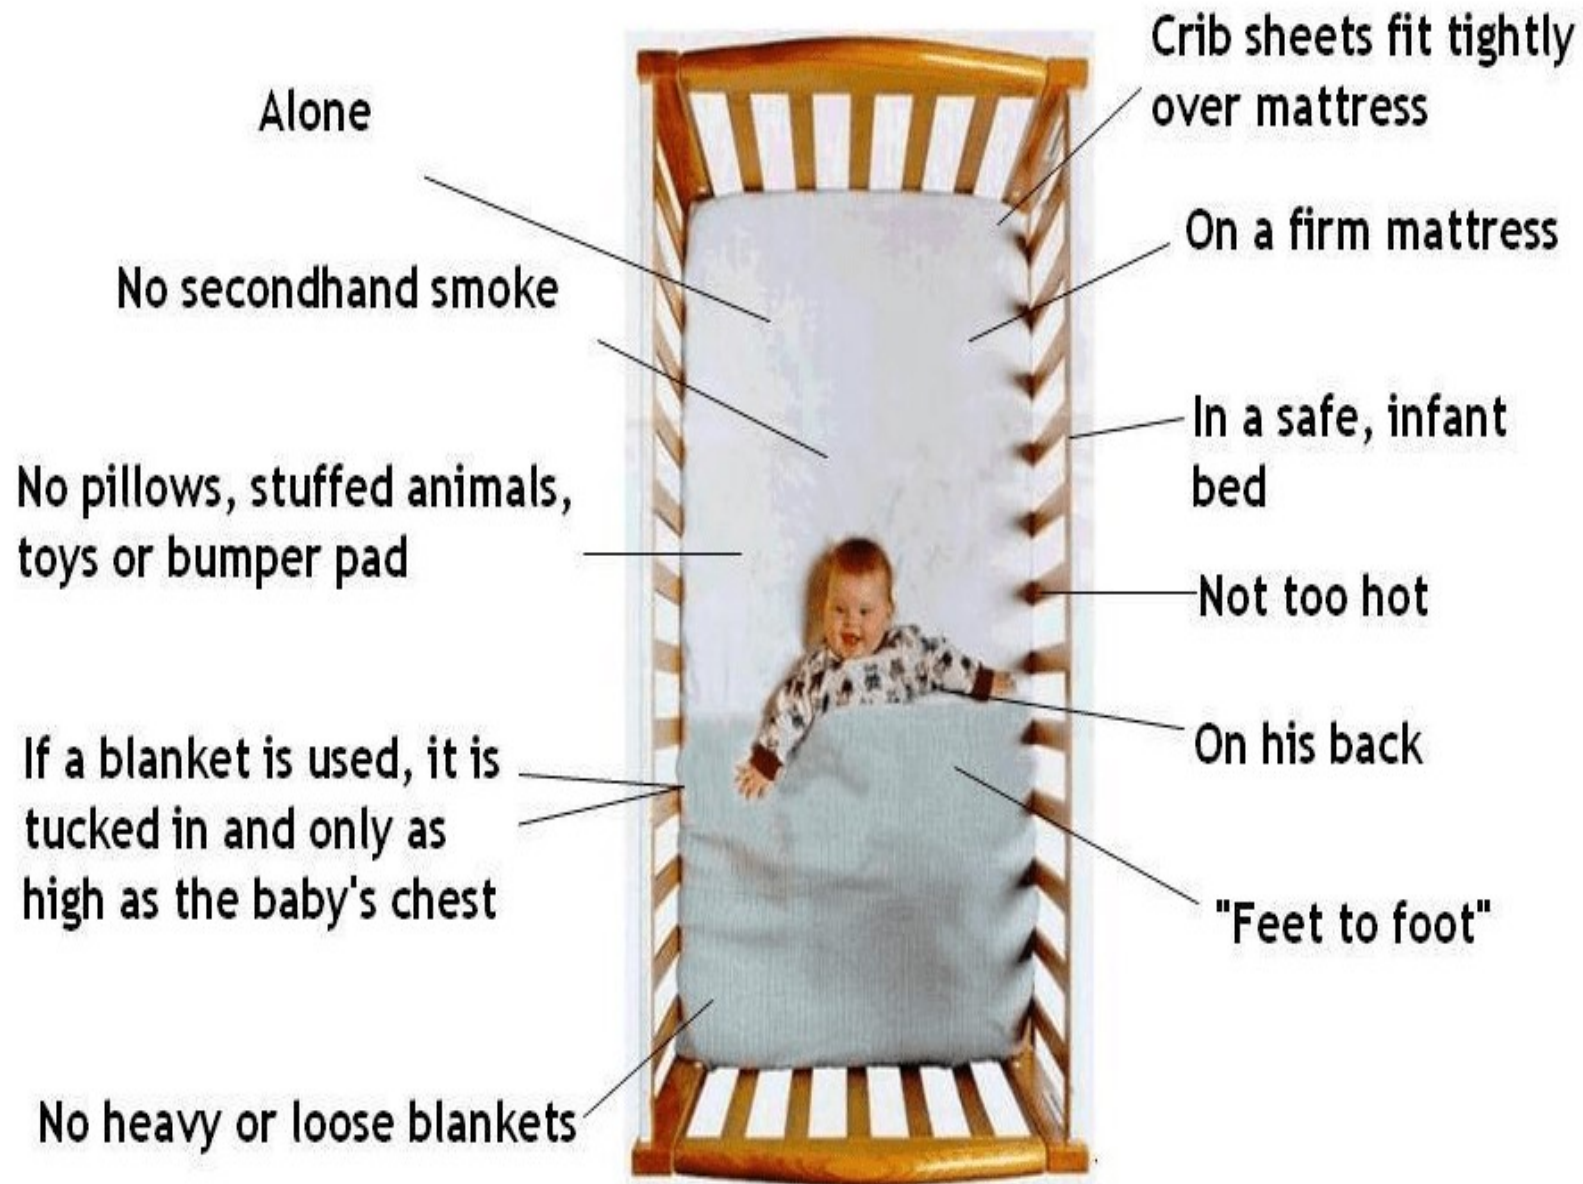 Alone
No secondhand smoke
No pillows, stuffed animals,
toys or bumper pad
If a blanket is used, it is
tucked in and only as
high as the baby's chest
No heavy or loose blankets
Crib sheets fit tightly
over mattress
On a firm mattress
In a safe, infant
bed
Not too hot
On his back
"Feet to foot"